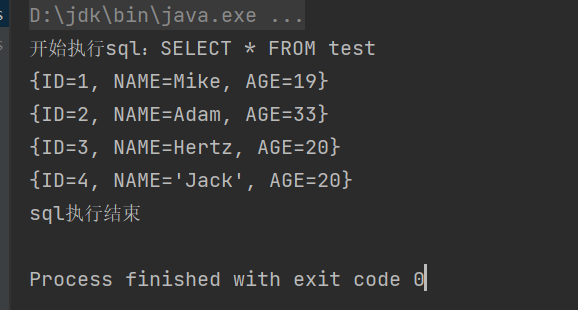 D:\jdk\bin\java.exe ...
开始执行sql：SELECT * FROM test
{ID=1, NAME=Mike, AGE=19}
{ID=2, NAME=Adam, AGE=33}
{ID=3, NAME=Hertz, AGE=20}
{ID=4, NAME='Jack', AGE=20}
sql执行结束
Process finished with exit code 0